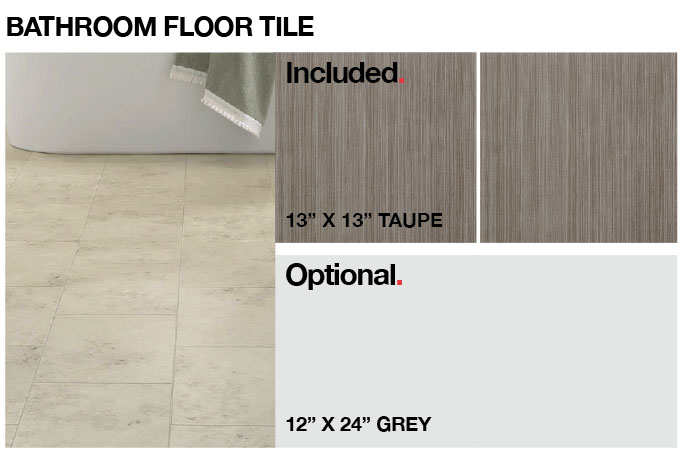 BATHROOM FLOOR TILE
Included.
13” X 13” TAUPE
Optional.
12” X 24” GREY